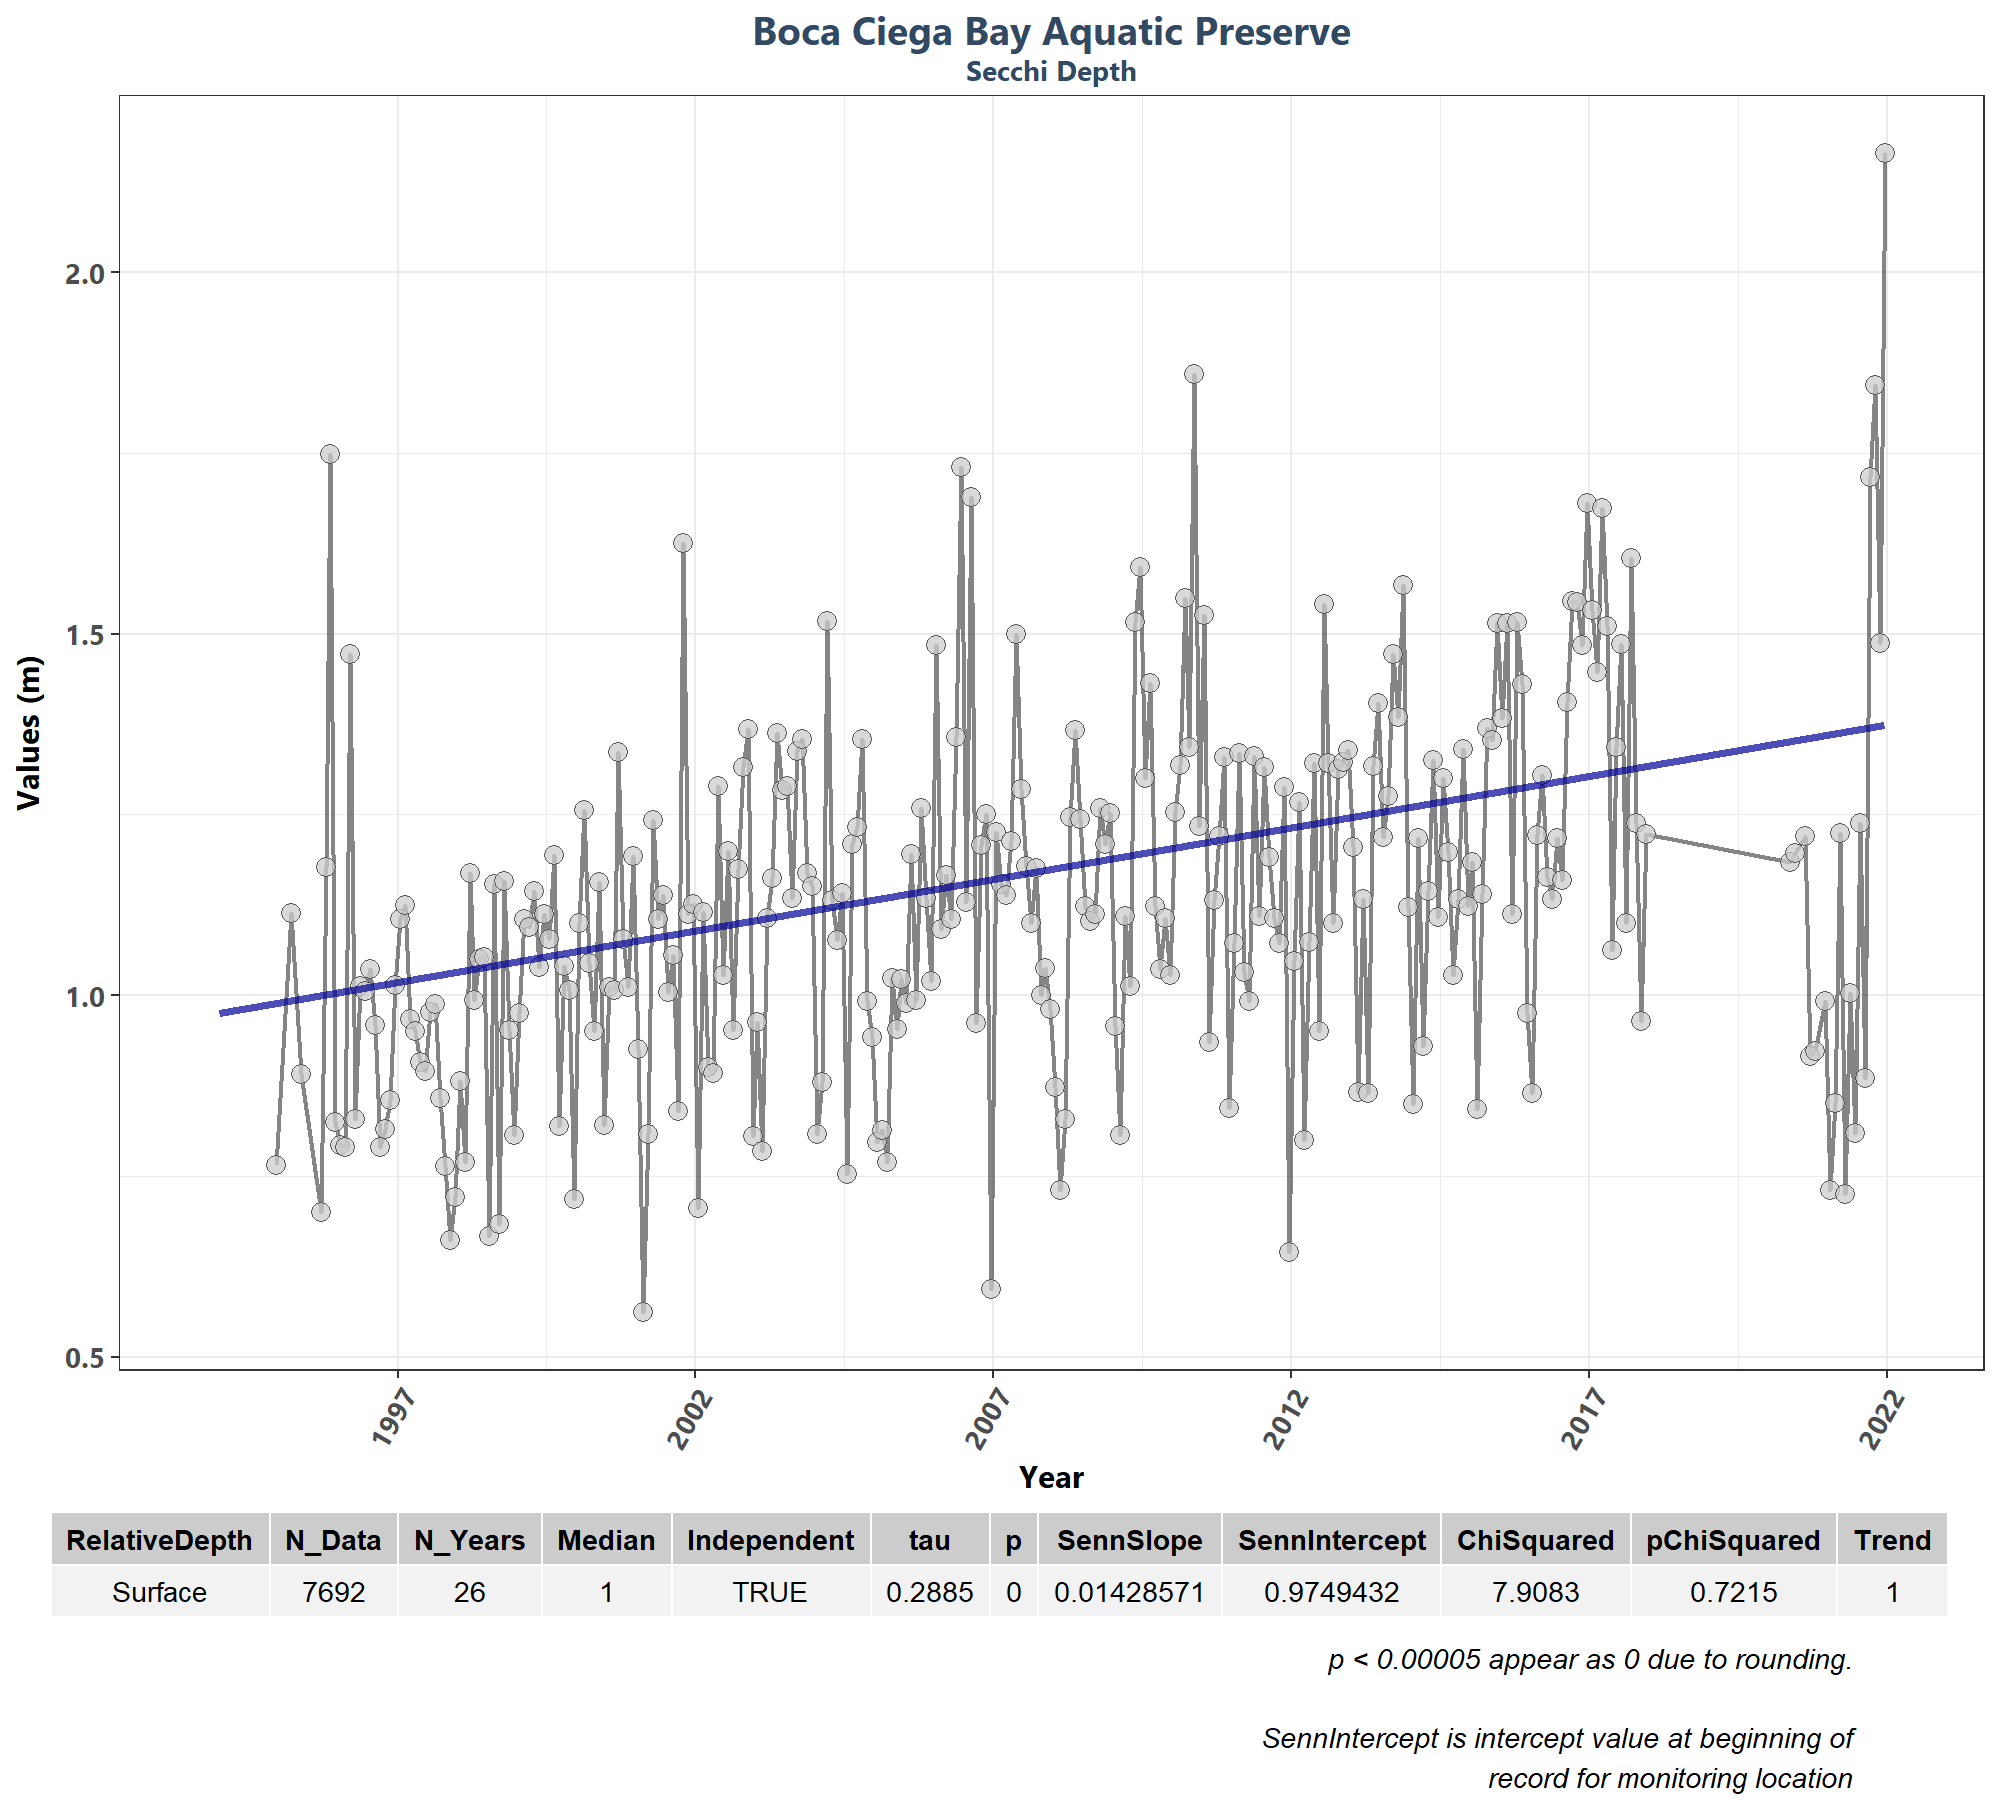 Boca Ciega Bay Aquatic Preserve
Secchi Depth
Values (m)
2.0
1.5
1.0
0.5
1997 2002 2007 2012 2017 2022
Year
RelativeDepth N_Data N_Years Median Independent tau p SennSlope SennIntercept ChiSquared pChiSquared Trend
Surface 7692 26 1 TRUE 0.2885 0 0.01428571 0.9749432 7.9083 0.7215 1
p < 0.00005 appear as 0 due to rounding.
SennIntercept is intercept value at beginning of
record for monitoring location